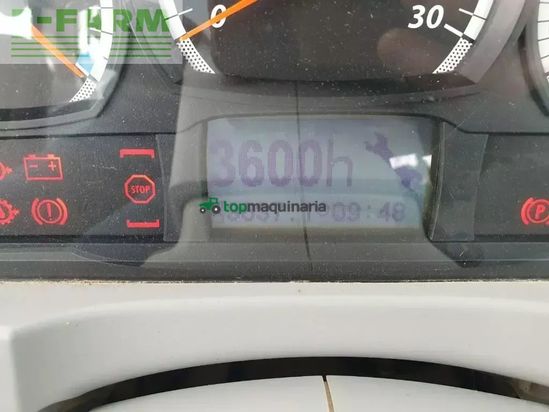 E-FARM
0
30
3600h
STOP
topmaquinaria
09:48
P